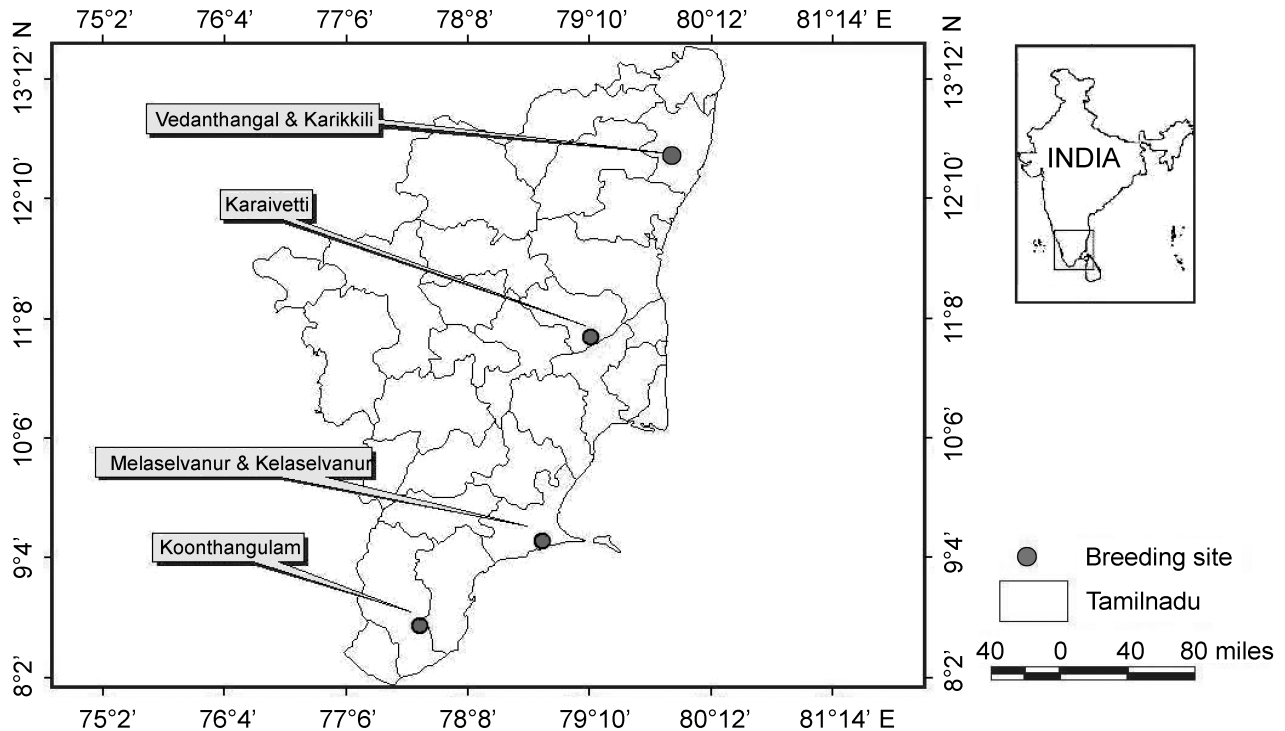 75°2’ 76°4’ 77°6’ 78°8’ 79°10’ 80°12’ 81°14’ E
13°12’ N
12°10’
11°8’
10°6’
9°4’
8°2’
Vedanthangal & Karikkili
Karaivetti
Melaselvanur & Kelaselvanur
Koonthangulam
13°12’ N
12°10’
11°8’
10°6’
9°4’
8°2’
75°2’ 76°4’ 77°6’ 78°8’ 79°10’ 80°12’ 81°14’ E
INDIA
Breeding site
Tamilnadu
40 0 40 80 miles